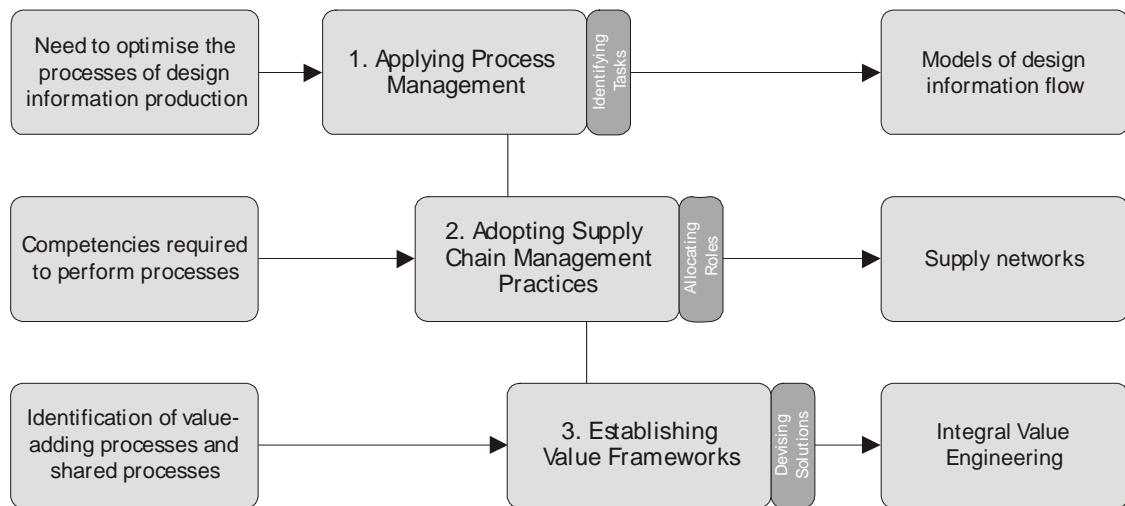 Need to optimise the
processes of design
information production
1. Applying Process
Management
Identifying
Tasks
Models of design
information flow
Competencies required
to perform processes
2. Adopting Supply
Chain Management
Practices
Allocating
Roles
Supply networks
Identification of value-
adding processes and
shared processes
3. Establishing
Value Frameworks
Devising
Solutions
Integral Value
Engineering